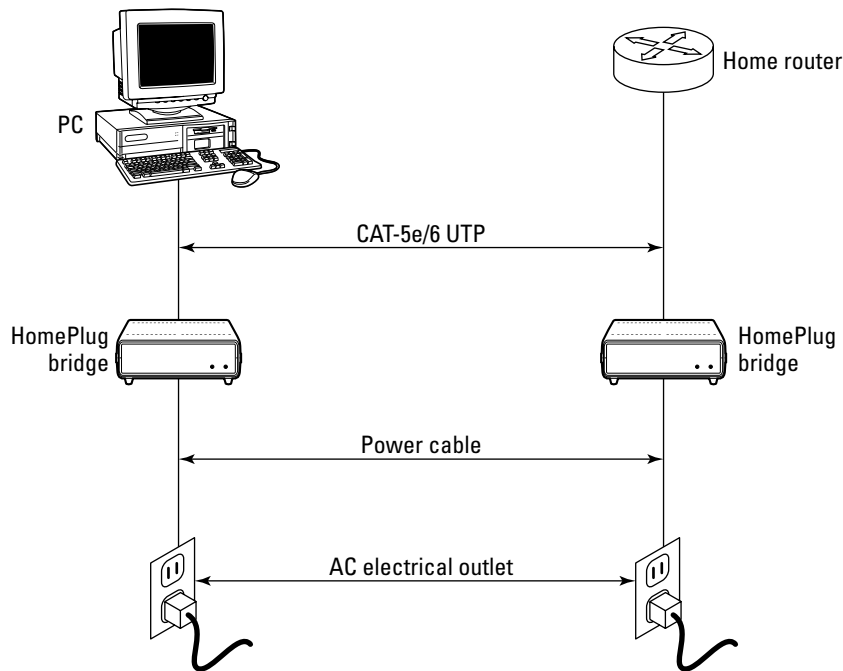 Home router
PC
CAT-5e/6 UTP
HomePlug
bridge
HomePlug
bridge
Power cable
AC electrical outlet